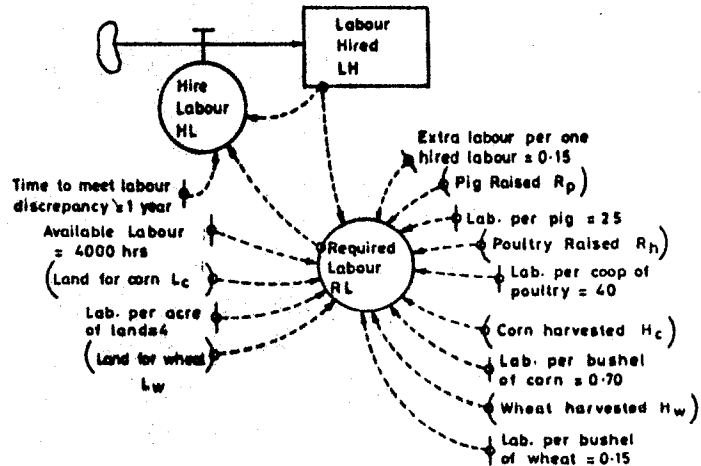 Labour
Hired
LH
Hire
Labour
HL
Extra labour per one
hired labour = 0·15
(Pig Raised Rp)
Time to meet labour
discrepancy = 1 year
Lab. per pig = 25
Available Labour
= 4000 hrs
(Poultry Raised Rh)
Required
Labour
RL
(Land for corn Lc)
Lab. per coop of
poultry = 40
Lab. per acre
of land=4
(Corn harvested Hc)
(Land for wheat
Lw)
Lab. per bushel
of corn = 0·70
(Wheat harvested Hw)
Lab. per bushel
of wheat = 0·15